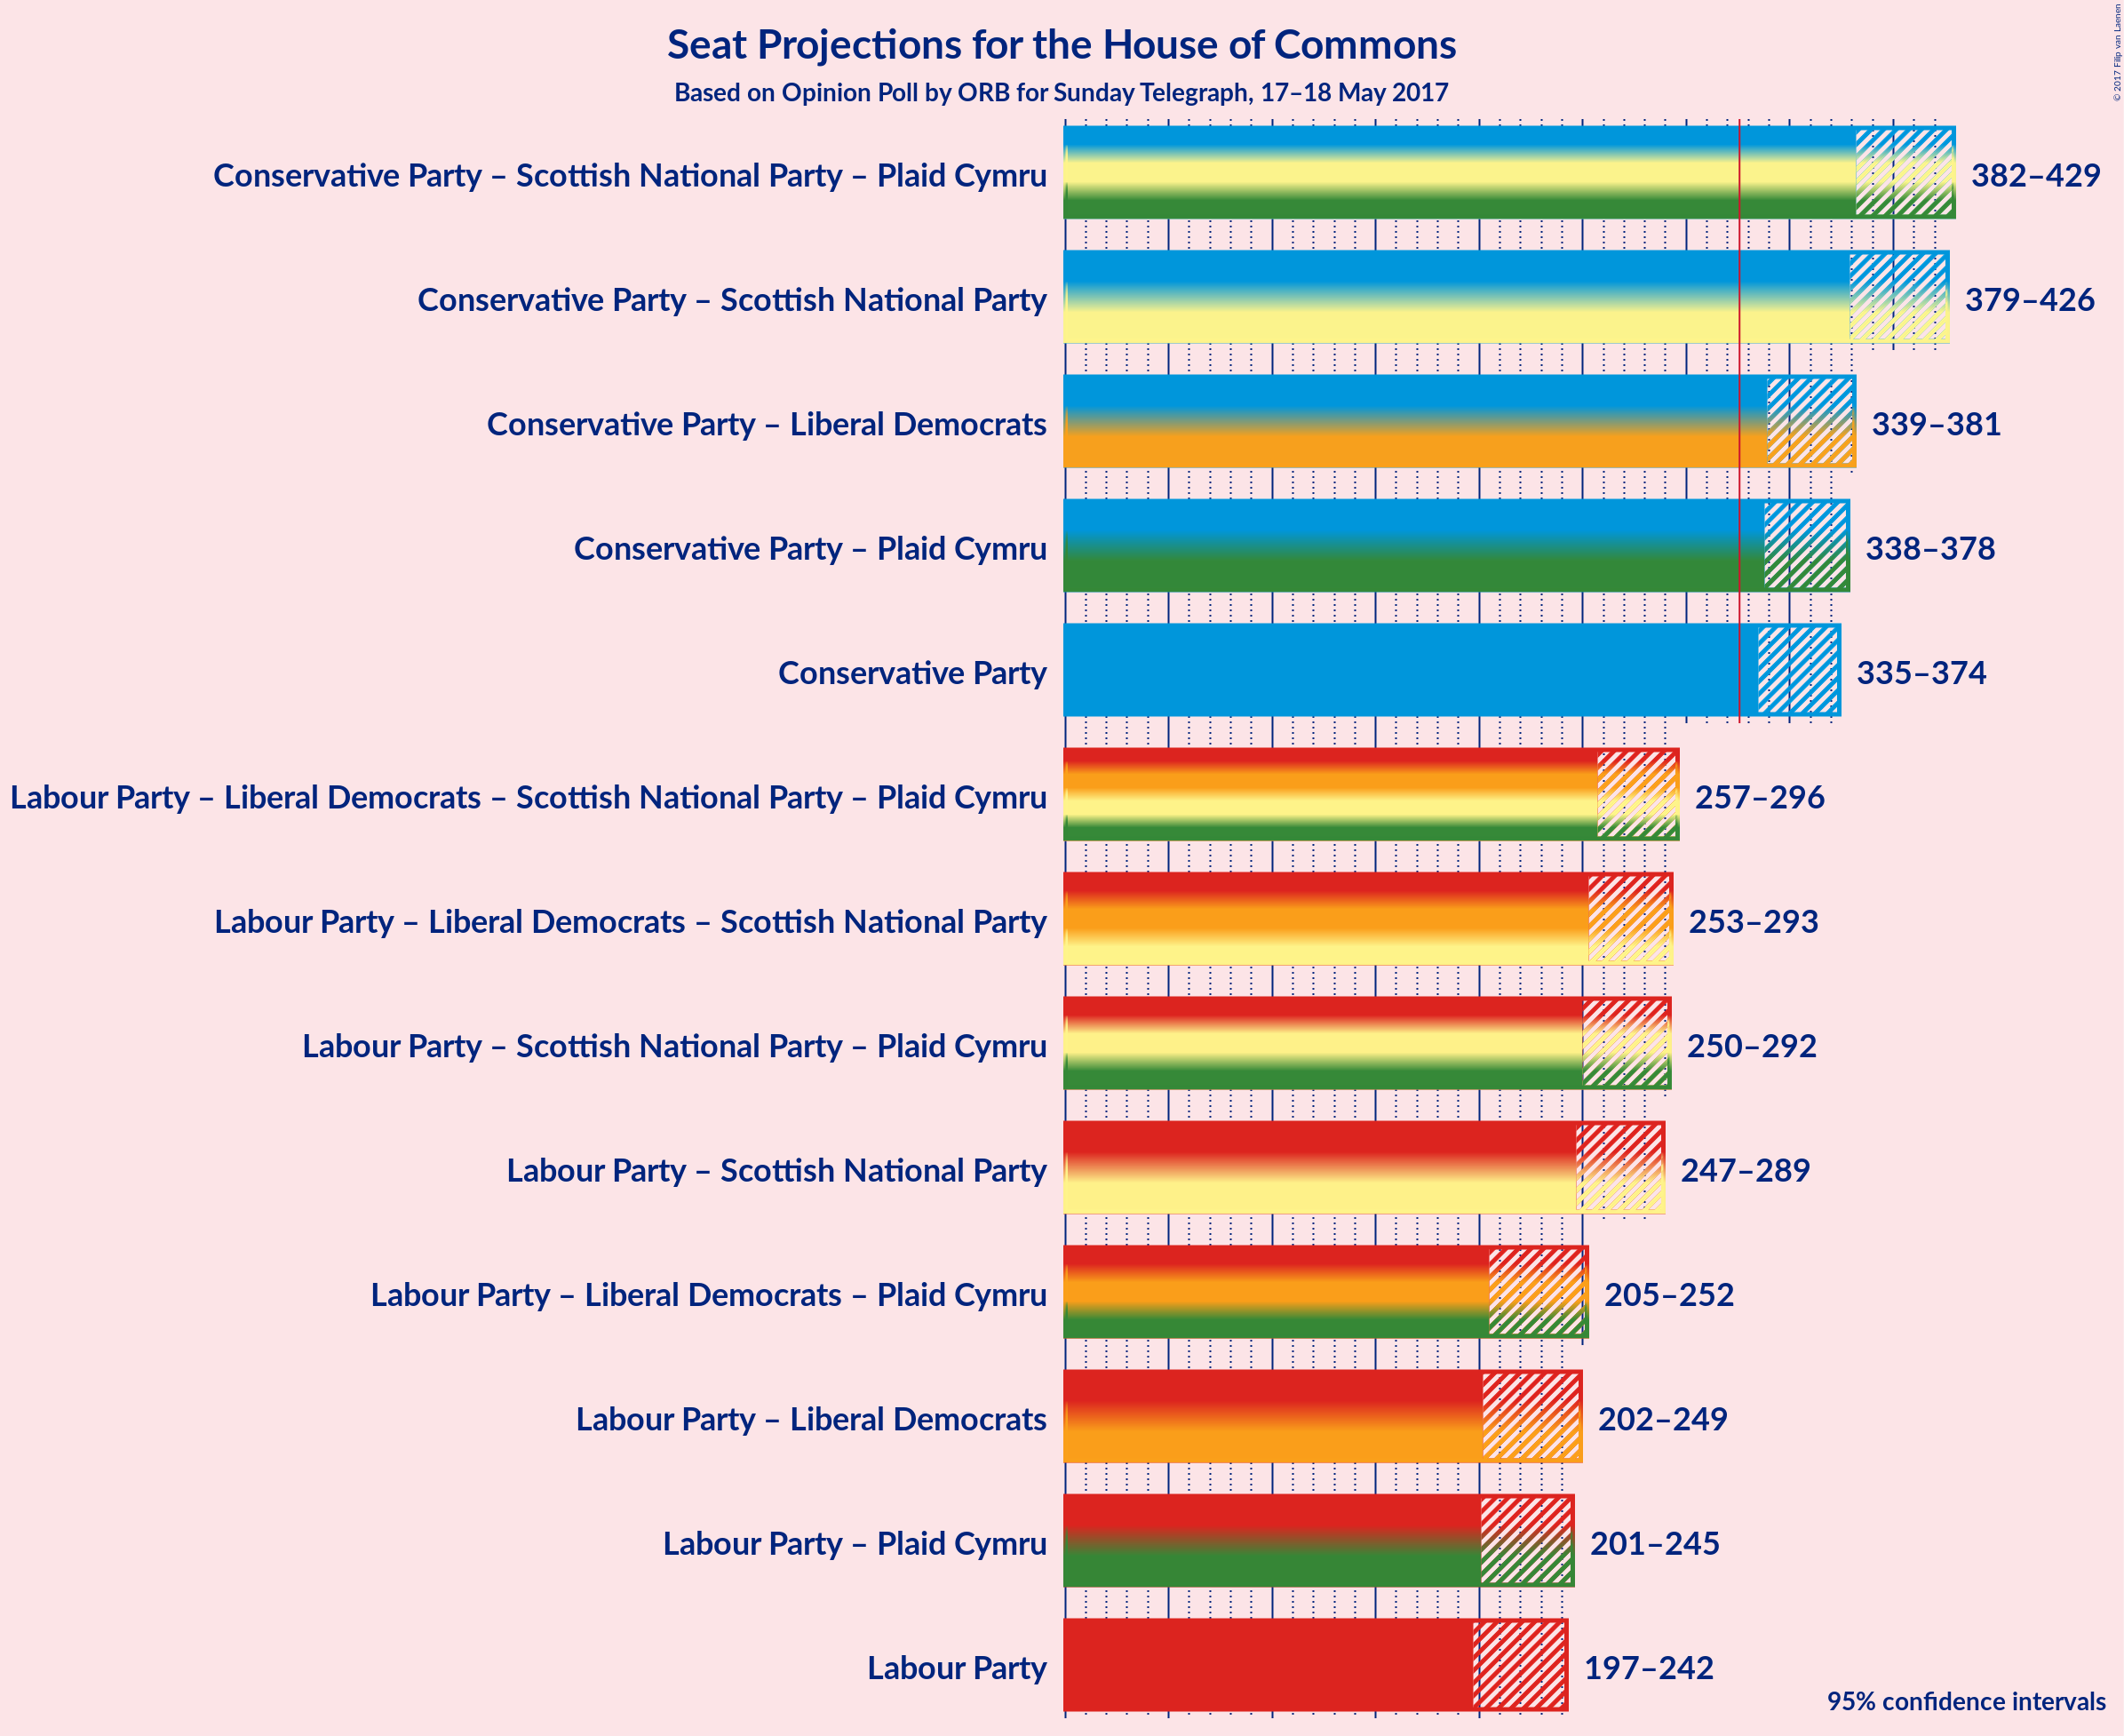 Seat Projections for the House of Commons
Based on Opinion Poll by ORB for Sunday Telegraph, 17–18 May 2017
© 2017 Filip van Laenen
Conservative Party – Scottish National Party – Plaid Cymru 382–429
Conservative Party – Scottish National Party 379–426
Conservative Party – Liberal Democrats 339–381
Conservative Party – Plaid Cymru 338–378
Conservative Party 335–374
Labour Party – Liberal Democrats – Scottish National Party – Plaid Cymru 257–296
Labour Party – Liberal Democrats – Scottish National Party 253–293
Labour Party – Scottish National Party – Plaid Cymru 250–292
Labour Party – Scottish National Party 247–289
Labour Party – Liberal Democrats – Plaid Cymru 205–252
Labour Party – Liberal Democrats 202–249
Labour Party – Plaid Cymru 201–245
Labour Party 197–242
95% confidence intervals